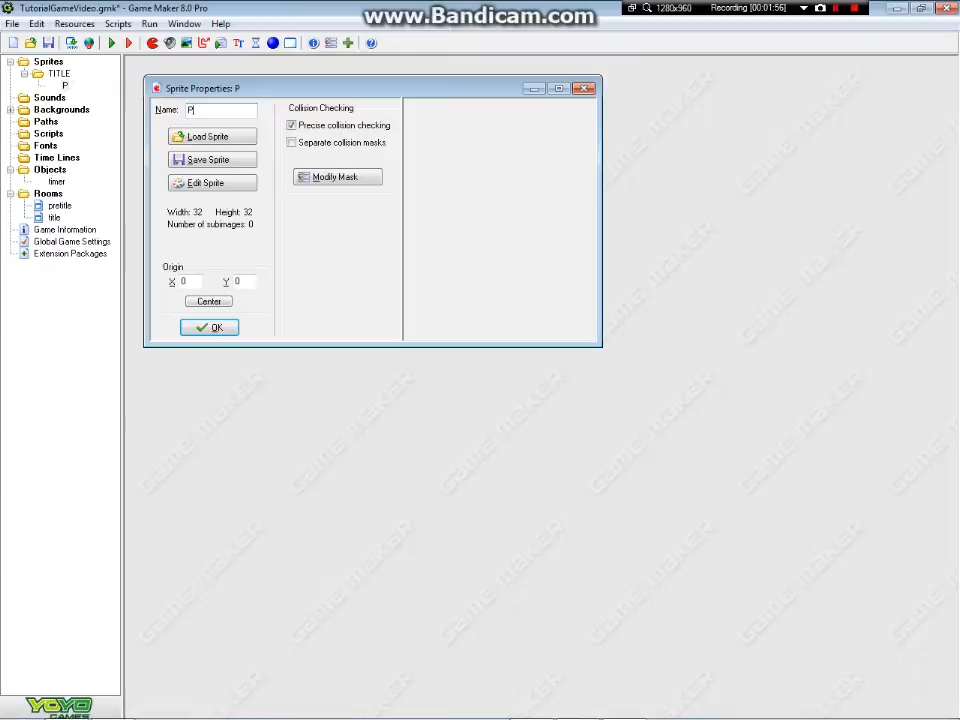 TutorialGameVideo.gmk* - Game Maker 8.0 Pro
www.Bandicam.com
1280x960 Recording [00:01:56]
File Edit Resources Scripts Run Window Help
Sprites
TITLE
P
Sounds
Backgrounds
Paths
Scripts
Fonts
Time Lines
Objects
timer
Rooms
pretitle
title
Game Information
Global Game Settings
Extension Packages
YOYO
GAMES
Sprite Properties: P
Name: P
Load Sprite
Save Sprite
Edit Sprite
Width: 32 Height: 32
Number of subimages: 0
Origin
X 0 Y 0
Center
OK
Collision Checking
Precise collision checking
Separate collision masks
Modify Mask
GAME MAKER